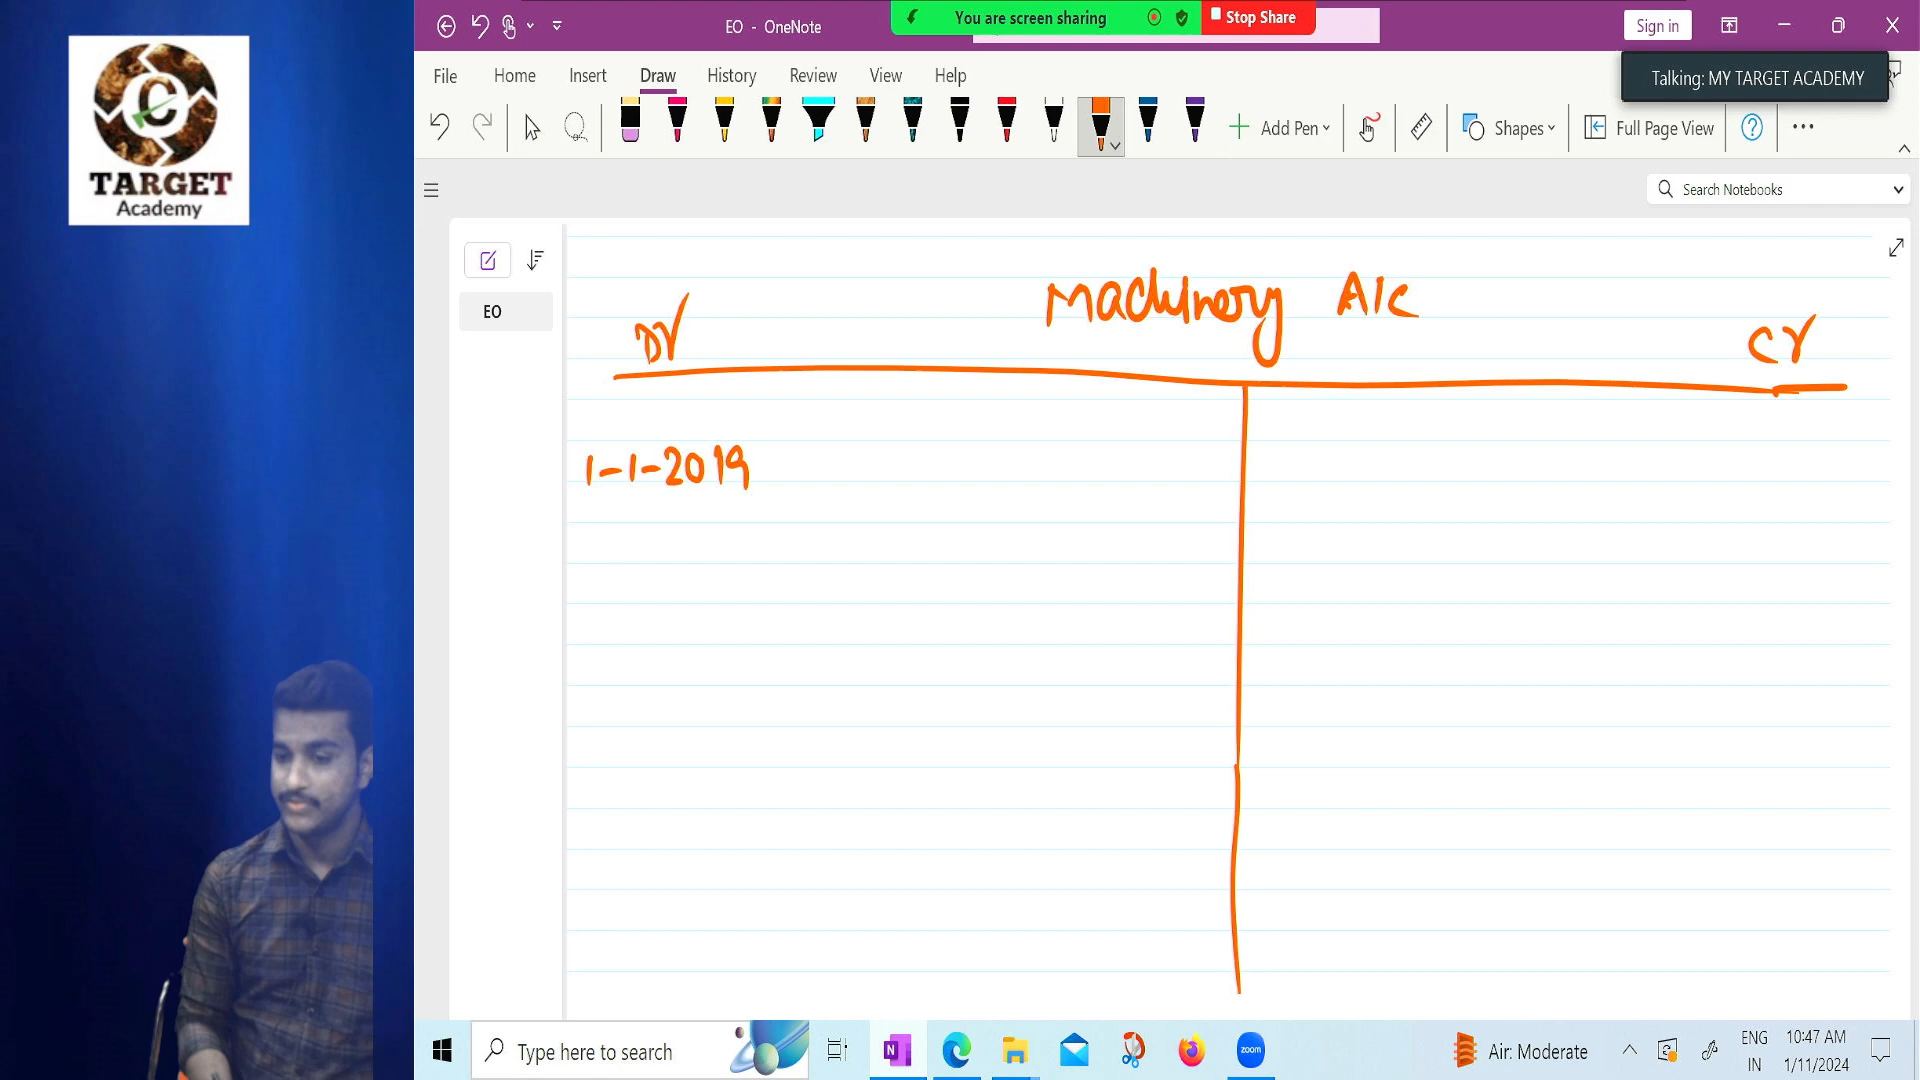 C
TARGET
Academy
EO - OneNote
You are screen sharing
Stop Share
Sign in
Talking: MY TARGET ACADEMY
File Home Insert Draw History Review View Help
Add Pen
Shapes
Full Page View
Search Notebooks
EO
Machinery A/c
Dr
Cr
1-1-2019
Type here to search
N
zoom
Air: Moderate
ENG
IN
10:47 AM
1/11/2024